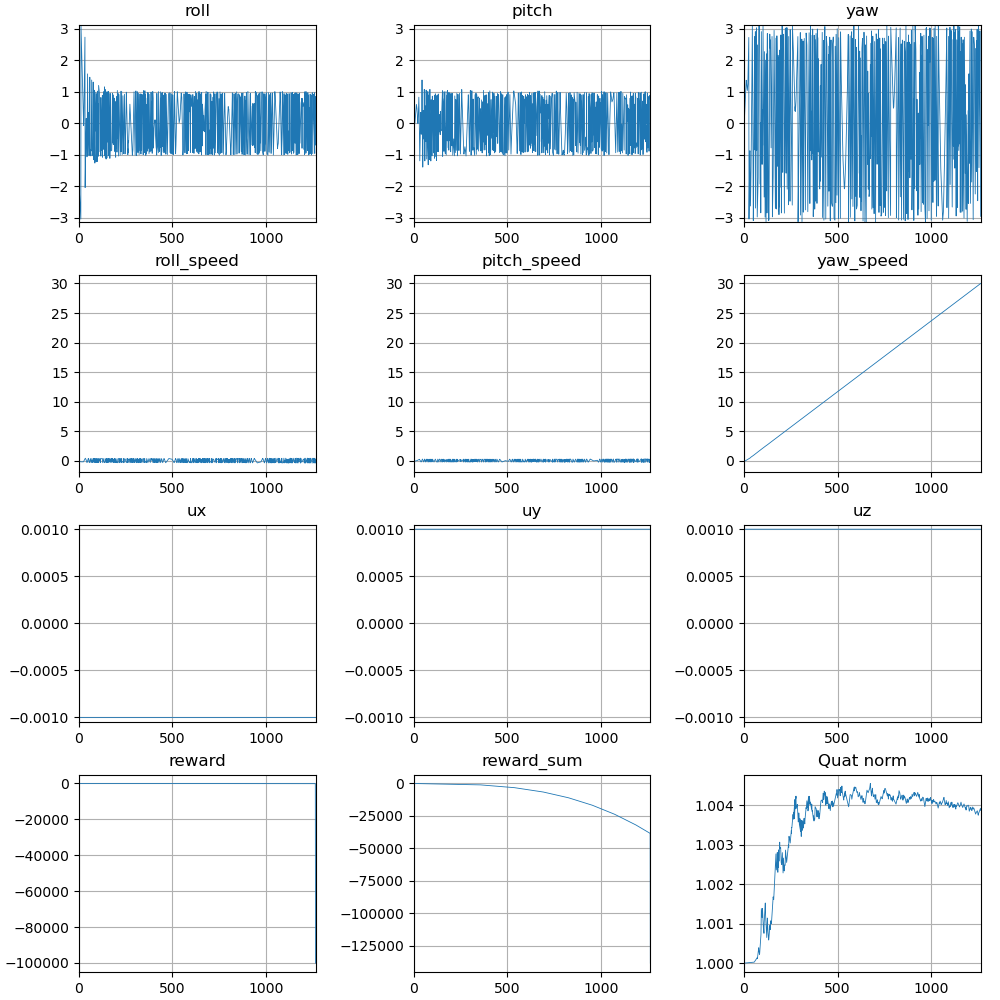 roll pitch yaw
3 3 3
2 2 2
1 1 1
0 0 0
−1 −1 −1
−2 −2 −2
−3 −3 −3
0 500 1000 0 500 1000 0 500 1000
roll_speed pitch_speed yaw_speed
30 30 30
25 25 25
20 20 20
15 15 15
10 10 10
5 5 5
0 0 0
0 500 1000 0 500 1000 0 500 1000
ux uy uz
0.0010 0.0010 0.0010
0.0005 0.0005 0.0005
0.0000 0.0000 0.0000
−0.0005 −0.0005 −0.0005
−0.0010 −0.0010 −0.0010
0 500 1000 0 500 1000 0 500 1000
reward reward_sum Quat norm
0 0 1.004
−20000 −25000 1.003
−40000 −50000 1.002
−60000 −75000 1.001
−80000 −100000 1.000
−100000 −125000
0 500 1000 0 500 1000 0 500 1000